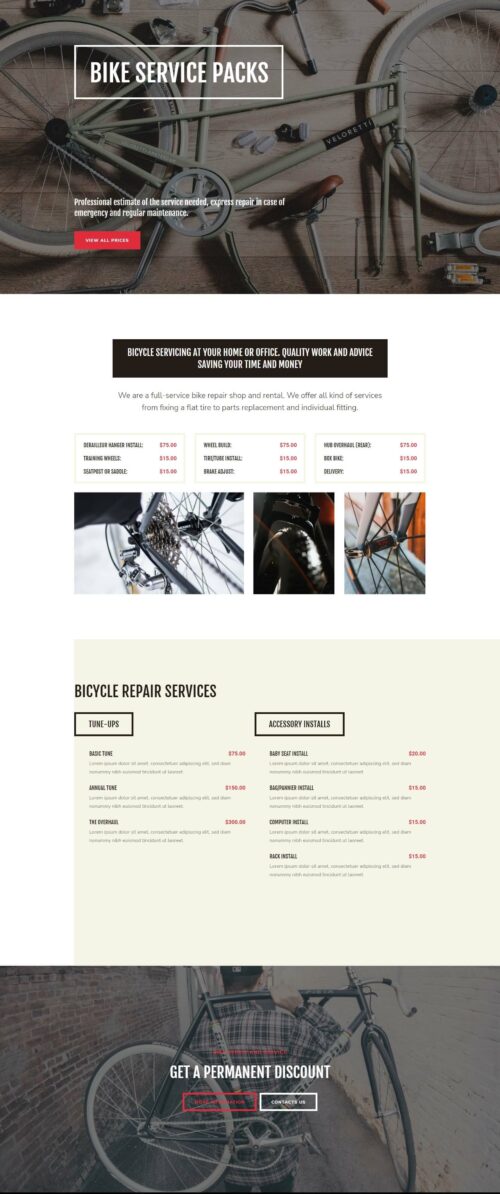 BIKE SERVICE PACKS
VELORETTI
Professional estimate of the service needed, express repair in case of
emergency and regular maintenance.
VIEW ALL PRICES
BICYCLE SERVICING AT YOUR HOME OR OFFICE. QUALITY WORK AND ADVICE
SAVING YOUR TIME AND MONEY
We are a full-service bike repair shop and rental. We offer all kind of services
from fixing a flat tire to parts replacement and individual fitting.
DERAILLEUR HANGER INSTALL: $75.00
TRAINING WHEELS: $15.00
SEATPOST OR SADDLE: $15.00
WHEEL BUILD: $75.00
TIRE/TUBE INSTALL: $15.00
BRAKE ADJUST: $15.00
HUB OVERHAUL (REAR): $75.00
BOX BIKE: $15.00
DELIVERY: $15.00
BICYCLE REPAIR SERVICES
TUNE-UPS
BASIC TUNE $75.00
Lorem ipsum dolor sit amet, consectetuer adipiscing elit, sed diam
nonummy nibh euismod tincidunt ut laoreet.
ANNUAL TUNE $150.00
Lorem ipsum dolor sit amet, consectetuer adipiscing elit, sed diam
nonummy nibh euismod tincidunt ut laoreet.
THE OVERHAUL $300.00
Lorem ipsum dolor sit amet, consectetuer adipiscing elit, sed diam
nonummy nibh euismod tincidunt ut laoreet.
ACCESSORY INSTALLS
BABY SEAT INSTALL $20.00
Lorem ipsum dolor sit amet, consectetuer adipiscing elit, sed diam
nonummy nibh euismod tincidunt ut laoreet.
BAG/PANNIER INSTALL $15.00
Lorem ipsum dolor sit amet, consectetuer adipiscing elit, sed diam
nonummy nibh euismod tincidunt ut laoreet.
COMPUTER INSTALL $15.00
Lorem ipsum dolor sit amet, consectetuer adipiscing elit, sed diam
nonummy nibh euismod tincidunt ut laoreet.
RACK INSTALL $15.00
Lorem ipsum dolor sit amet, consectetuer adipiscing elit, sed diam
nonummy nibh euismod tincidunt ut laoreet.
GET A PERMANENT DISCOUNT
MORE INFORMATION
CONTACTS US